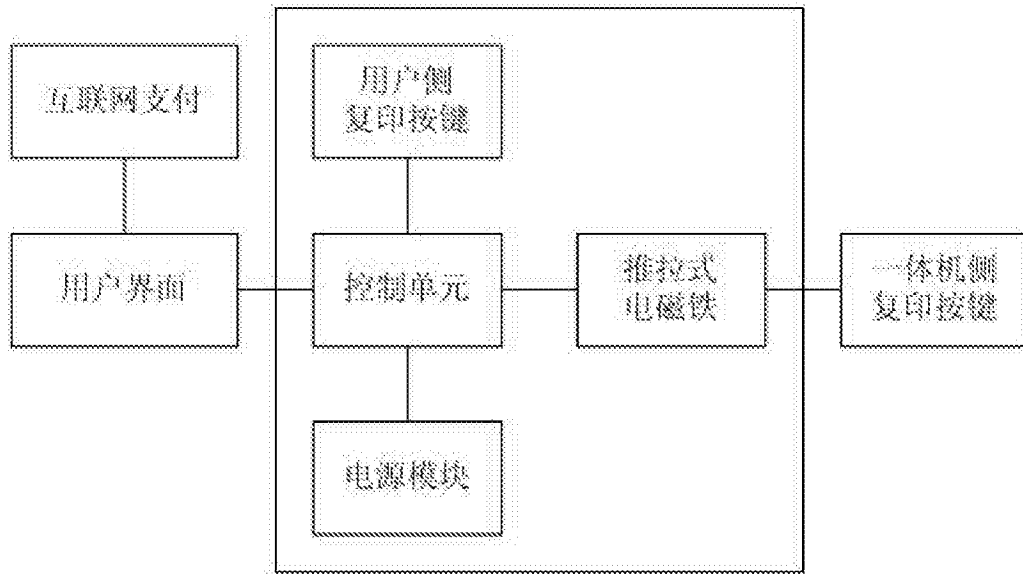 互联网支付
用户侧
复印按键
用户界面
控制单元
推拉式
电磁铁
一体机侧
复印按键
电源模块